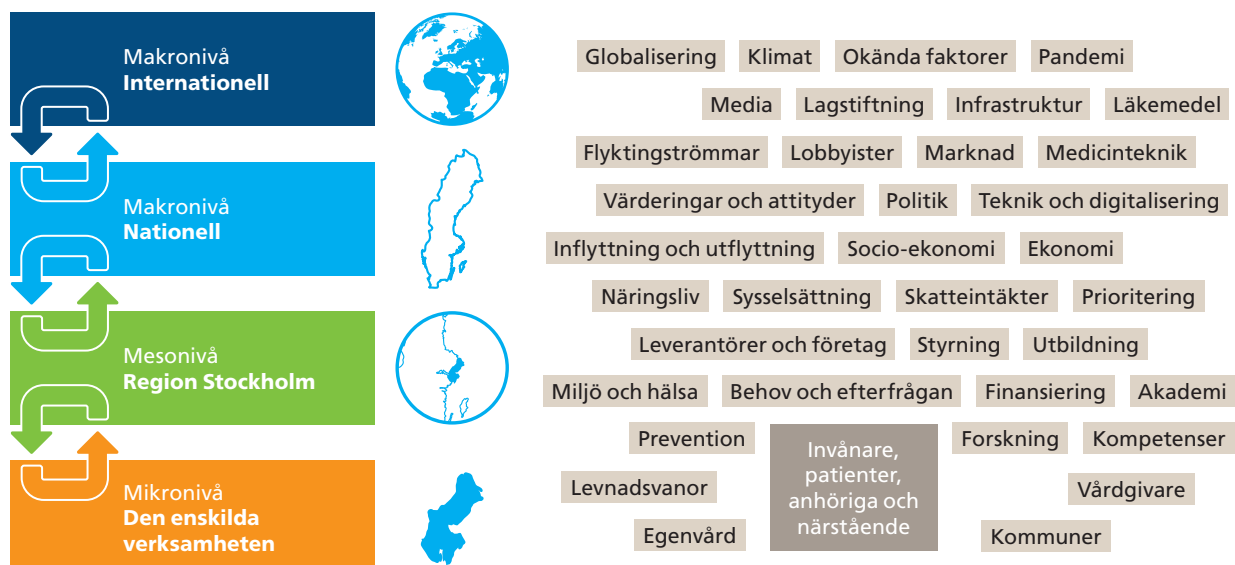 Makronivå
Internationell
Makronivå
Nationell
Mesonivå
Region Stockholm
Mikronivå
Den enskilda
verksamheten
Globalisering Klimat Okända faktorer Pandemi
Media Lagstiftning Infrastruktur Läkemedel
Flyktingströmmar Lobbyister Marknad Medicinteknik
Värderingar och attityder Politik Teknik och digitalisering
Inflyttning och utflyttning Socio-ekonomi Ekonomi
Näringsliv Sysselsättning Skatteintäkter Prioritering
Leverantörer och företag Styrning Utbildning
Miljö och hälsa Behov och efterfrågan Finansiering Akademi
Prevention
Invånare,
patienter,
anhöriga och
närstående
Forskning Kompetenser
Levnadsvanor
Vårdgivare
Egenvård
Kommuner